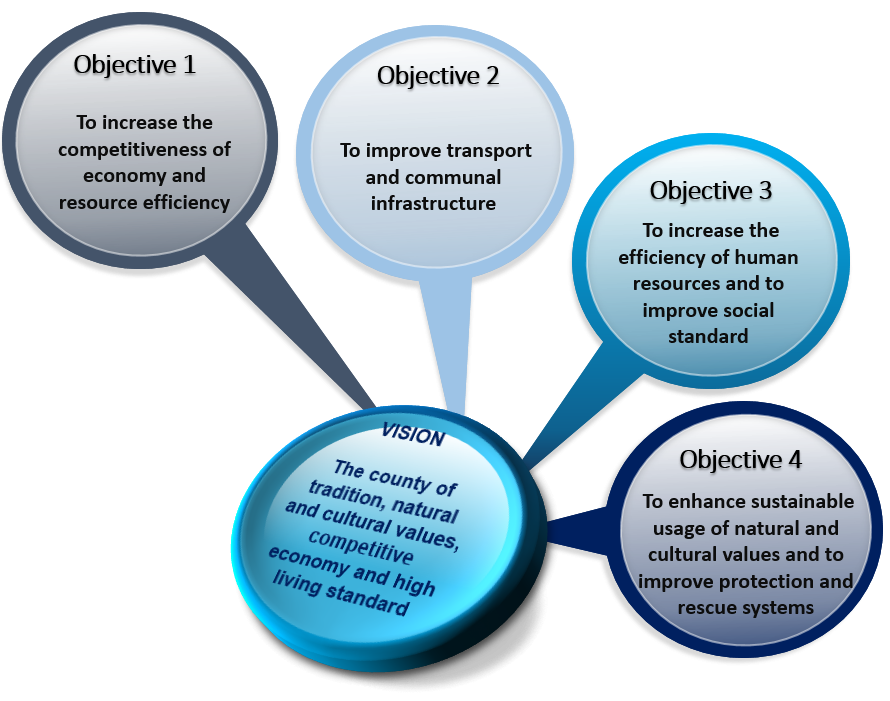 Objective 1
To increase the
competitiveness of
economy and
resource efficiency
Objective 2
To improve transport
and communal
infrastructure
Objective 3
To increase the
efficiency of human
resources and to
improve social
standard
Objective 4
To enhance sustainable
usage of natural and
cultural values and to
improve protection and
rescue systems
VISION
The county of
tradition, natural
and cultural values,
competitive
economy and high
living standard